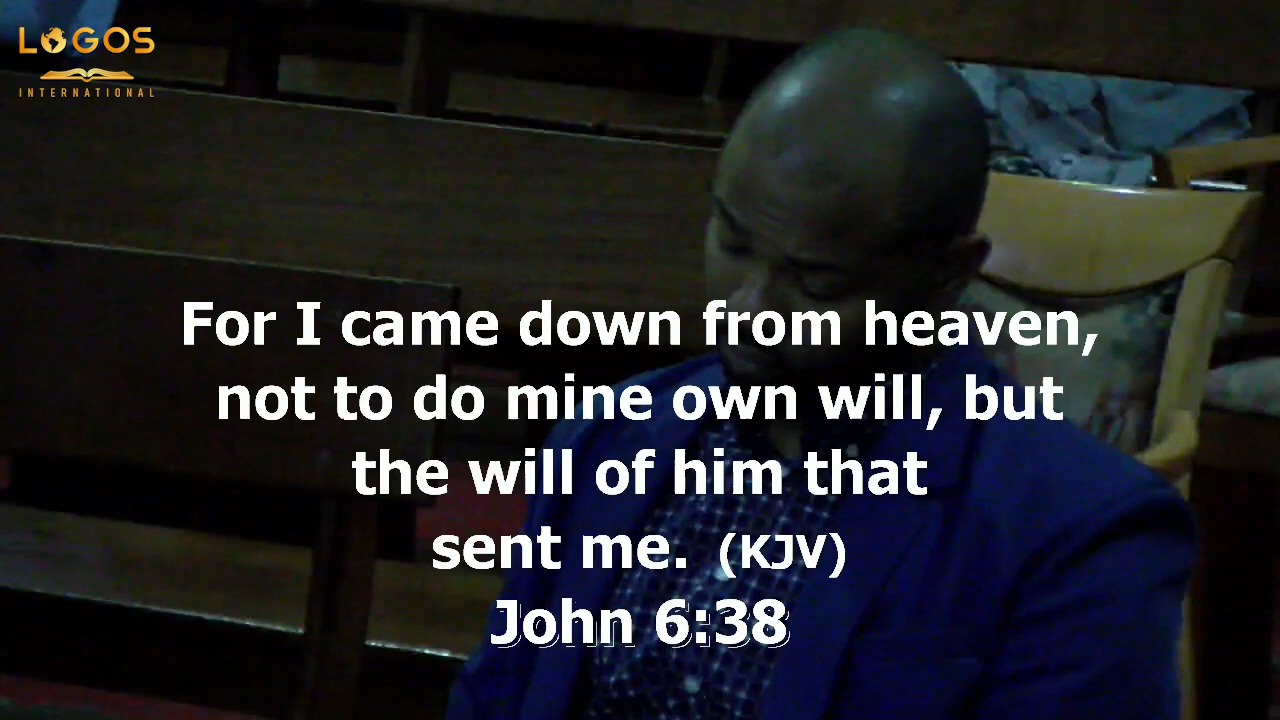 LOGOS
INTERNATIONAL
For I came down from heaven,
not to do mine own will, but
the will of him that
sent me. (KJV)
John 6:38